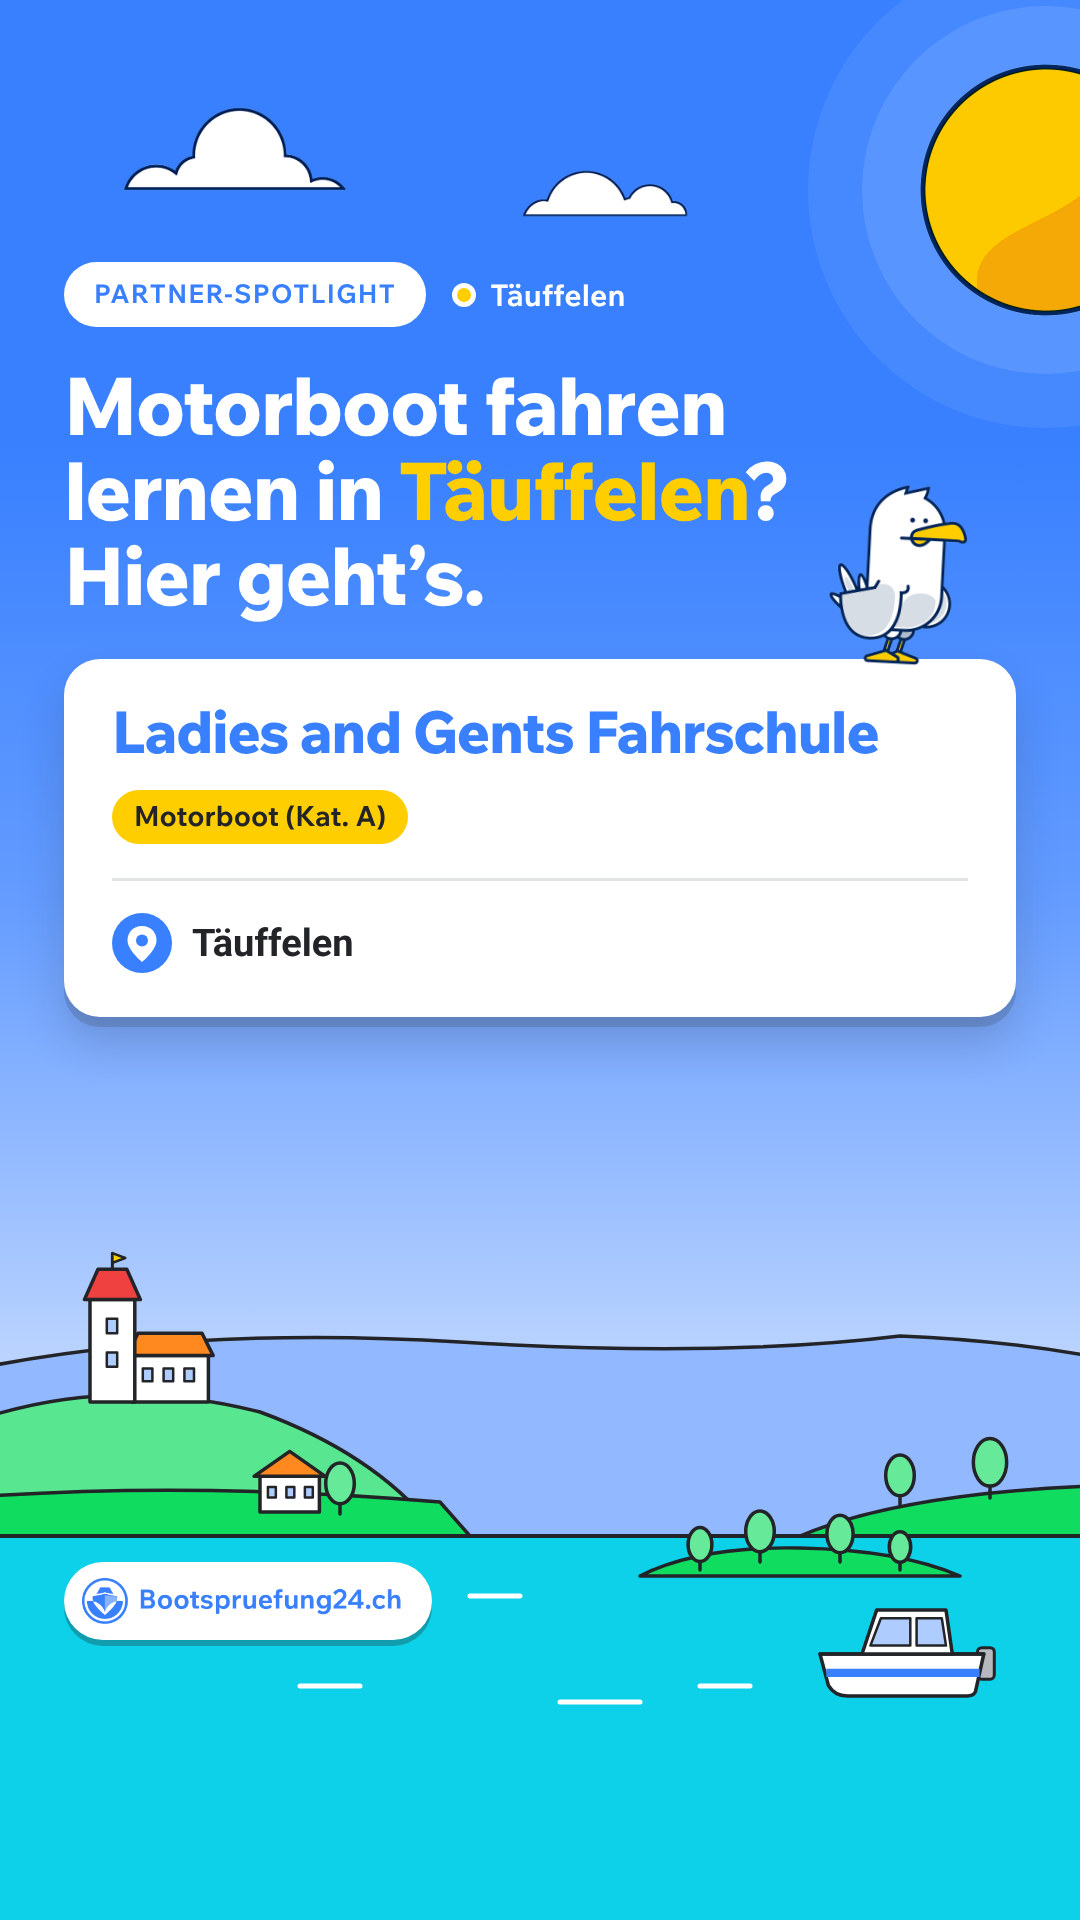 PARTNER-SPOTLIGHT
Täuffelen
Motorboot fahren
lernen in Täuffelen?
Hier geht’s.
Ladies and Gents Fahrschule
Motorboot (Kat. A)
Täuffelen
Bootspruefung24.ch